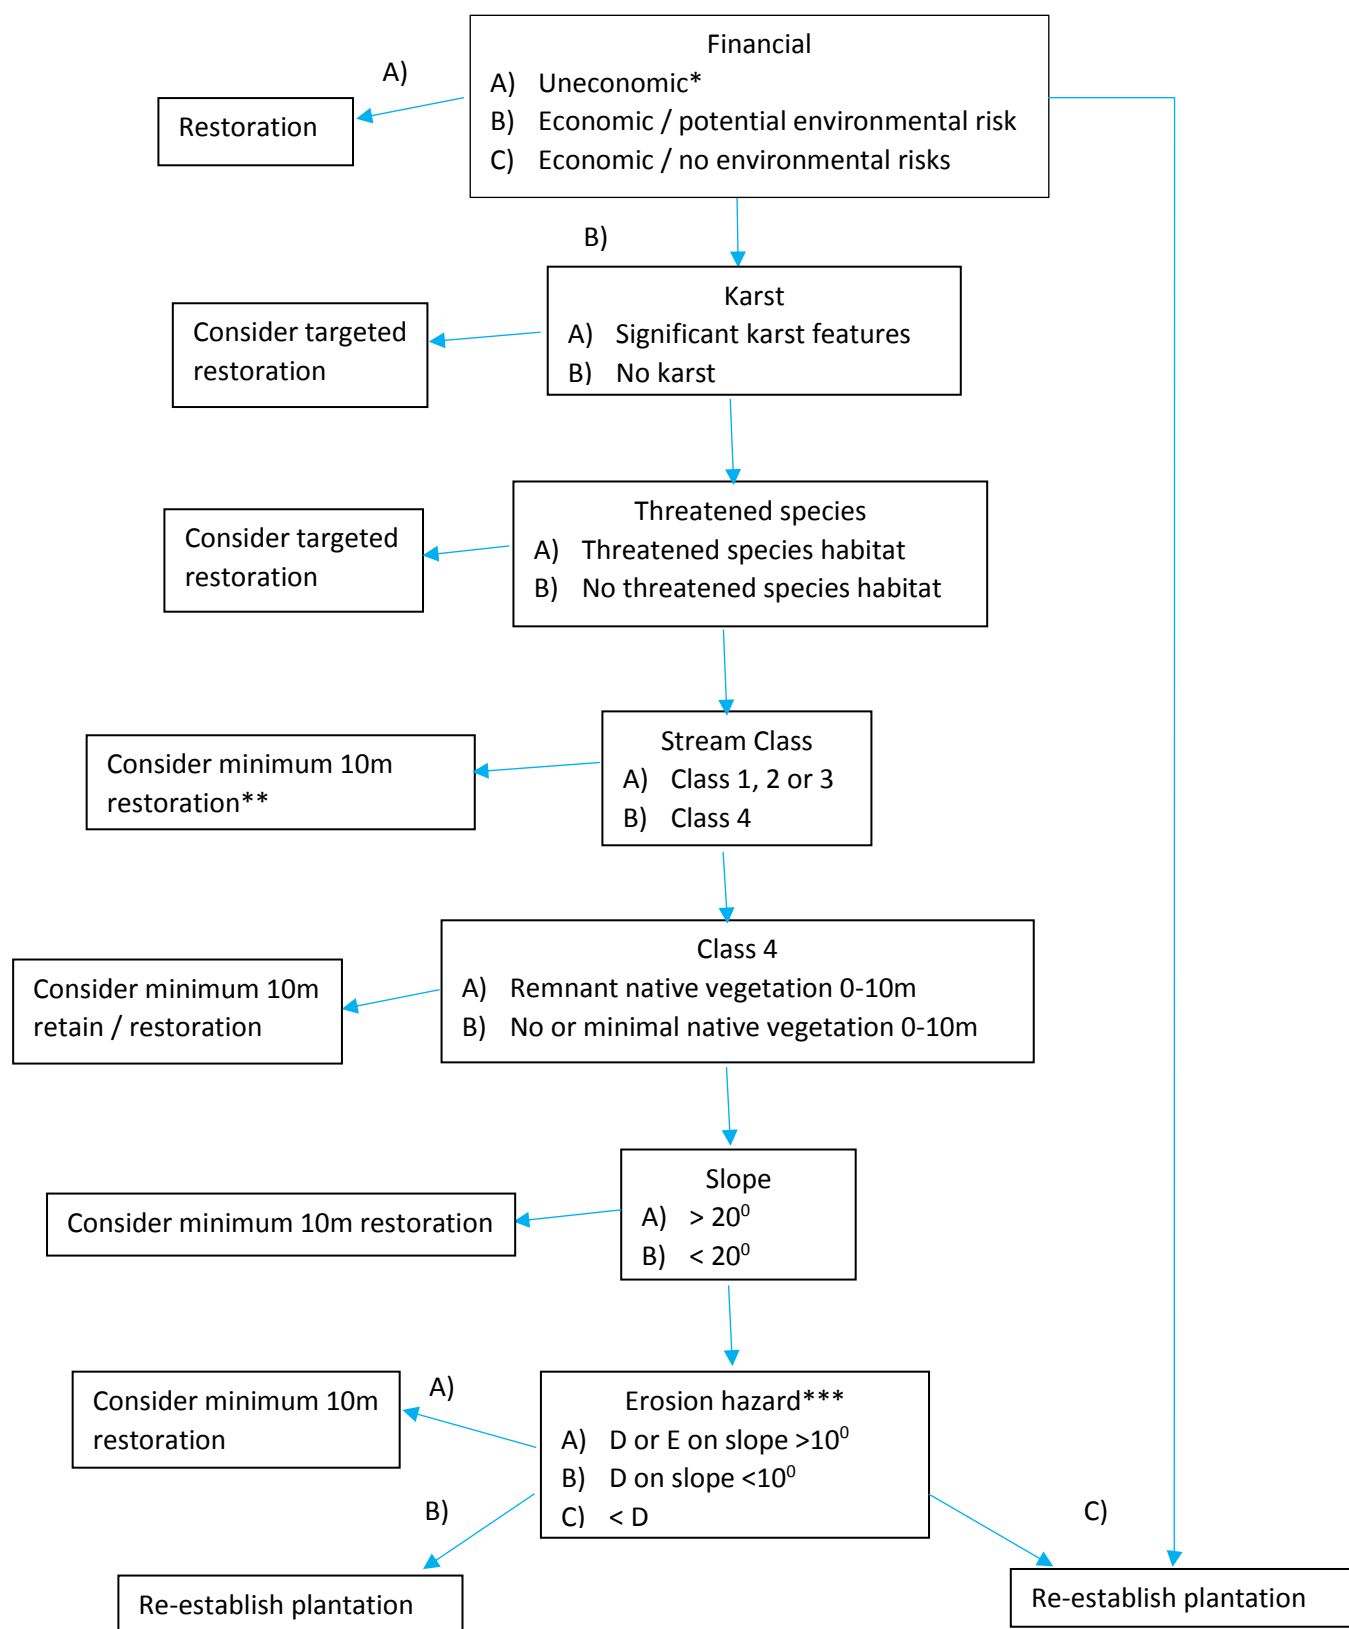 Financial
A)
A) Uneconomic*
Restoration
B) Economic / potential environmental risk
C) Economic / no environmental risks
B)
Karst
Consider targeted
restoration
A) Significant karst features
B) No karst
Threatened species
Consider targeted
restoration
A) Threatened species habitat
B) No threatened species habitat
Stream Class
Consider minimum 10m
restoration**
A) Class 1, 2 or 3
B) Class 4
Class 4
Consider minimum 10m
retain / restoration
A) Remnant native vegetation 0-10m
B) No or minimal native vegetation 0-10m
Slope
Consider minimum 10m restoration
A) > 20⁰
B) < 20⁰
Erosion hazard***
A)
Consider minimum 10m
restoration
A) D or E on slope >10⁰
B) D on slope <10⁰
C) < D
B)
C)
Re-establish plantation
Re-establish plantation